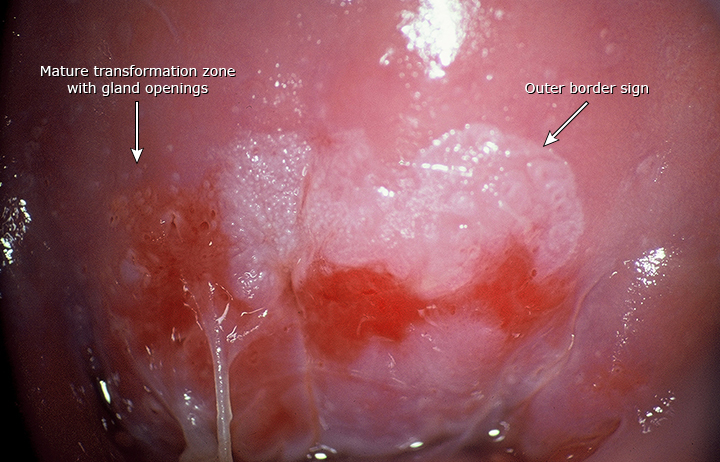 Mature transformation zone
with gland openings
Outer border sign